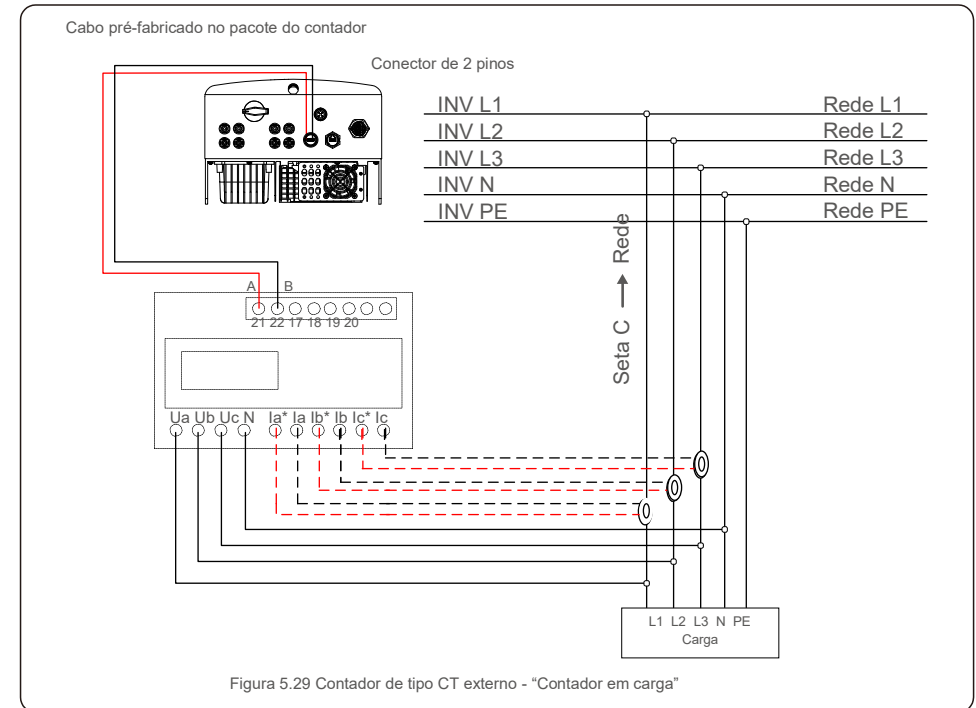 Cabo pré-fabricado no pacote do contador
Conector de 2 pinos
INV L1 Rede L1
INV L2 Rede L2
INV L3 Rede L3
INV N Rede N
INV PE Rede PE
Seta C → Rede
A B
21 22 17 18 19 20
Ua Ub Uc N Ia* Ia Ib* Ib Ic* Ic
L1 L2 L3 N PE
Carga
Figura 5.29 Contador de tipo CT externo - “Contador em carga”